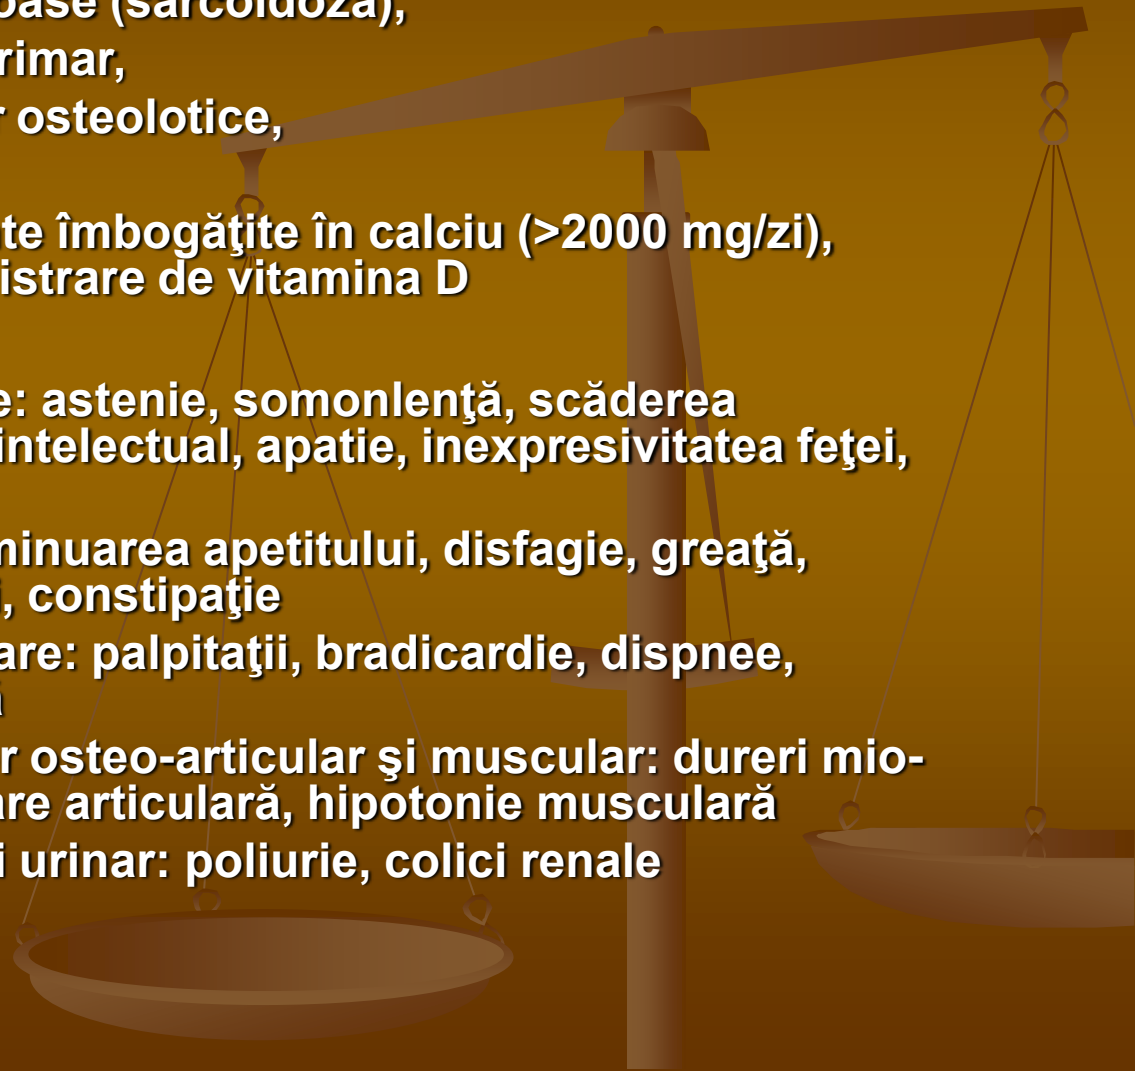 oase (sarcoidoză),
rimar,
r osteolotice,
te îmbogăţite în calciu (>2000 mg/zi),
istrare de vitamina D
e: astenie, somonlenţă, scăderea
intelectual, apatie, inexpresivitatea feţei,
minuarea apetitului, disfagie, greaţă,
i, constipaţie
are: palpitaţii, bradicardie, dispnee,
ă
r osteo-articular şi muscular: dureri mio-
are articulară, hipotonie musculară
i urinar: poliurie, colici renale